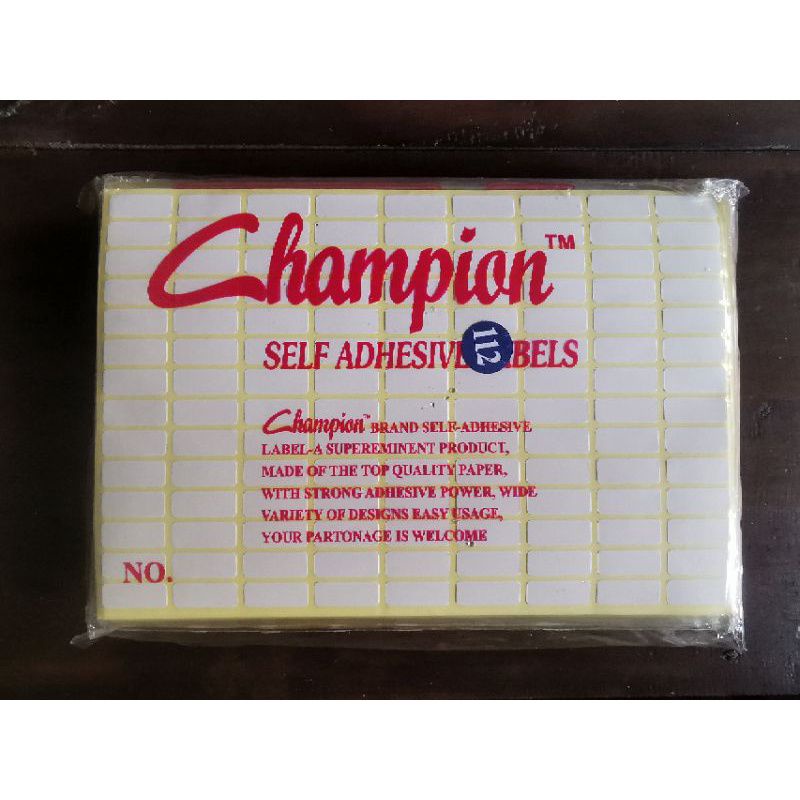 Champion™
SELF ADHESIVE LABELS
112
Champion™ BRAND SELF-ADHESIVE
LABEL-A SUPEREMINENT PRODUCT,
MADE OF THE TOP QUALITY PAPER,
WITH STRONG ADHESIVE POWER, WIDE
VARIETY OF DESIGNS EASY USAGE,
YOUR PARTONAGE IS WELCOME
NO.